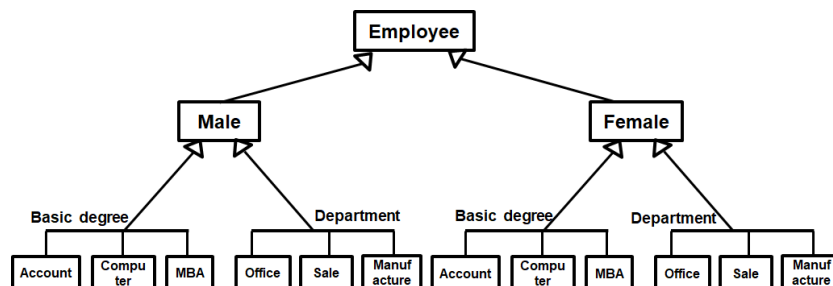 Employee
Male
Female
Basic degree
Department
Basic degree
Department
Account
Compu
ter
MBA
Office
Sale
Manuf
acture
Account
Compu
ter
MBA
Office
Sale
Manuf
acture